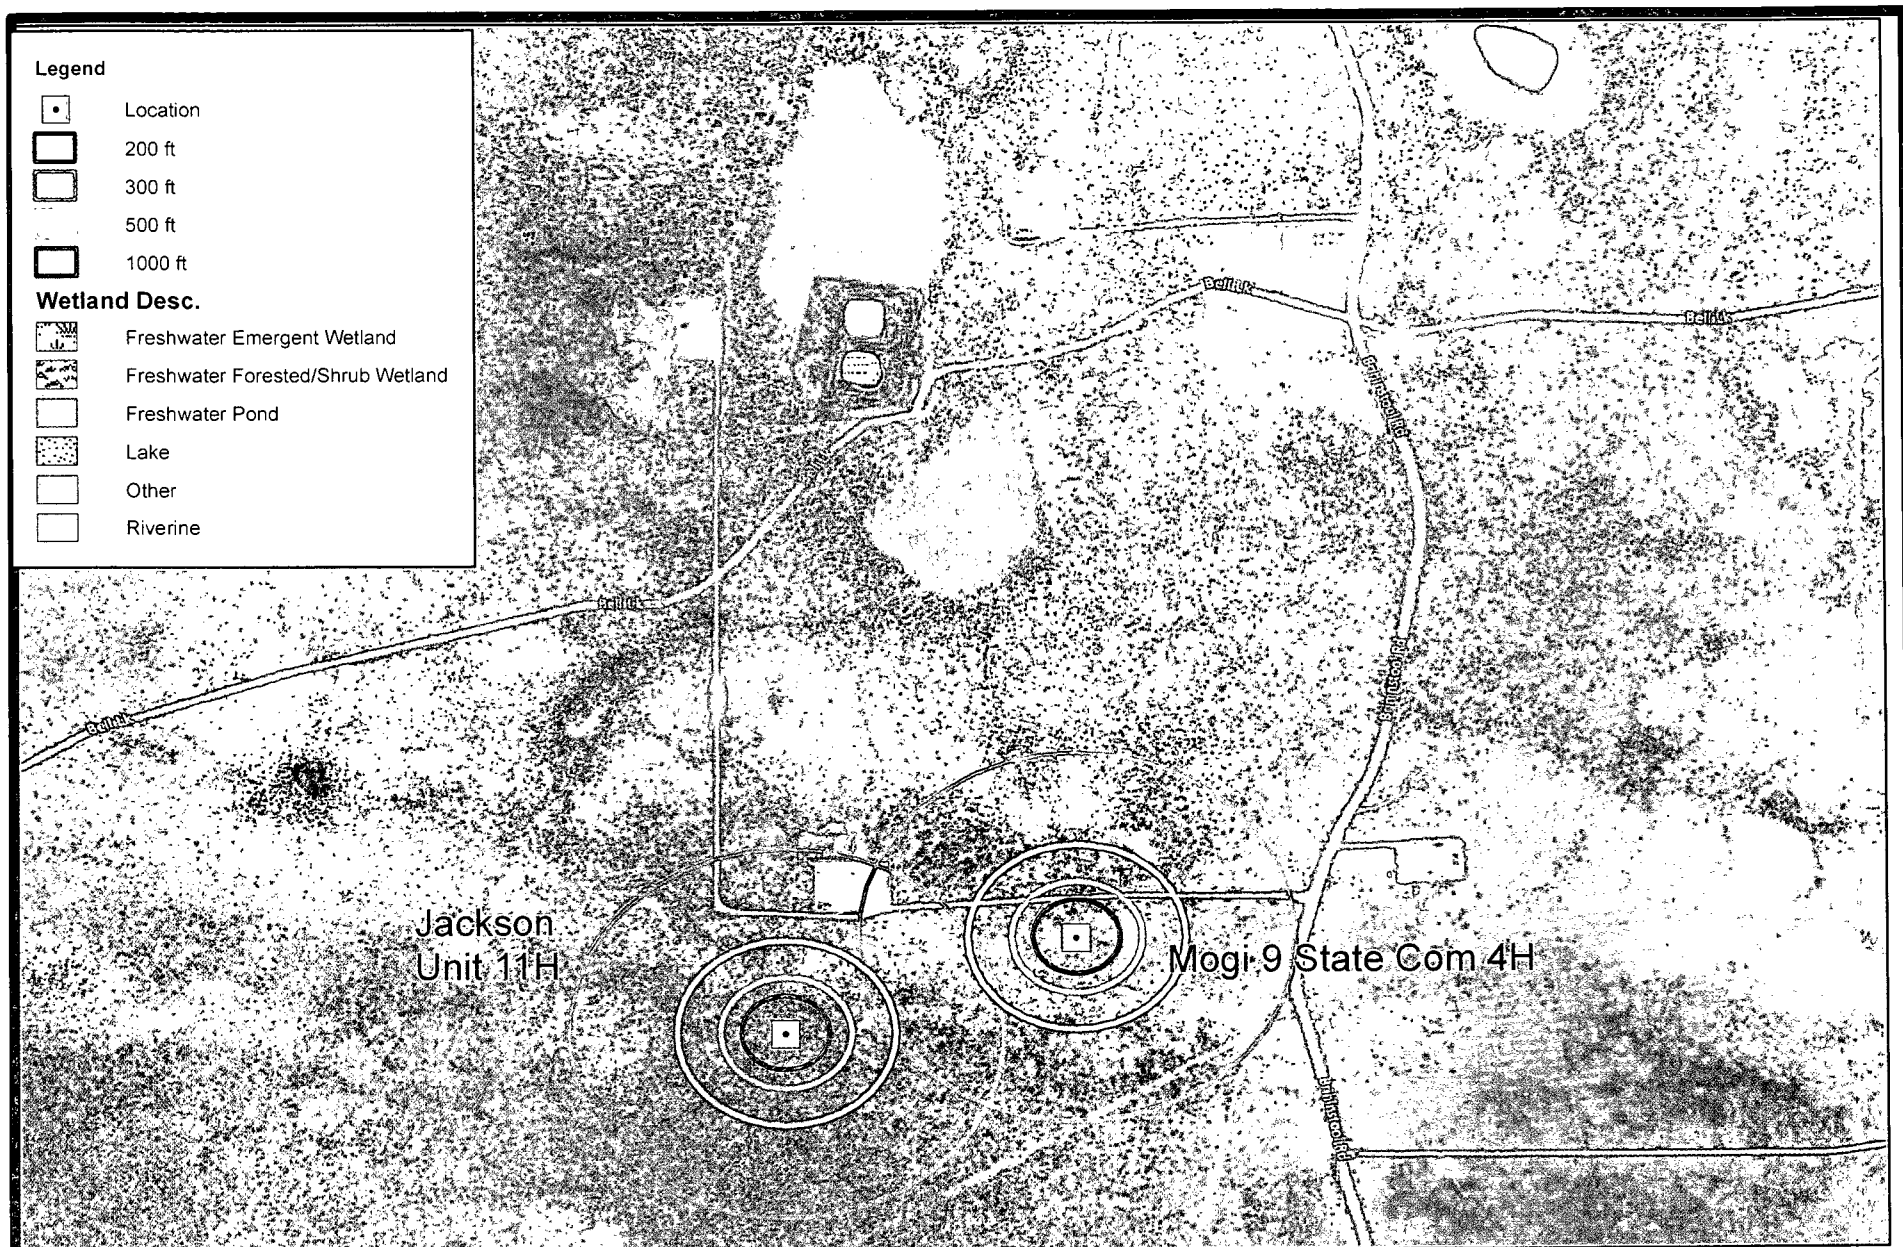 Legend
Location
200 ft
300 ft
500 ft
1000 ft
Wetland Desc.
Freshwater Emergent Wetland
Freshwater Forested/Shrub Wetland
Freshwater Pond
Lake
Other
Riverine
Jackson
Unit 11H
Mogi 9 State Com 4H